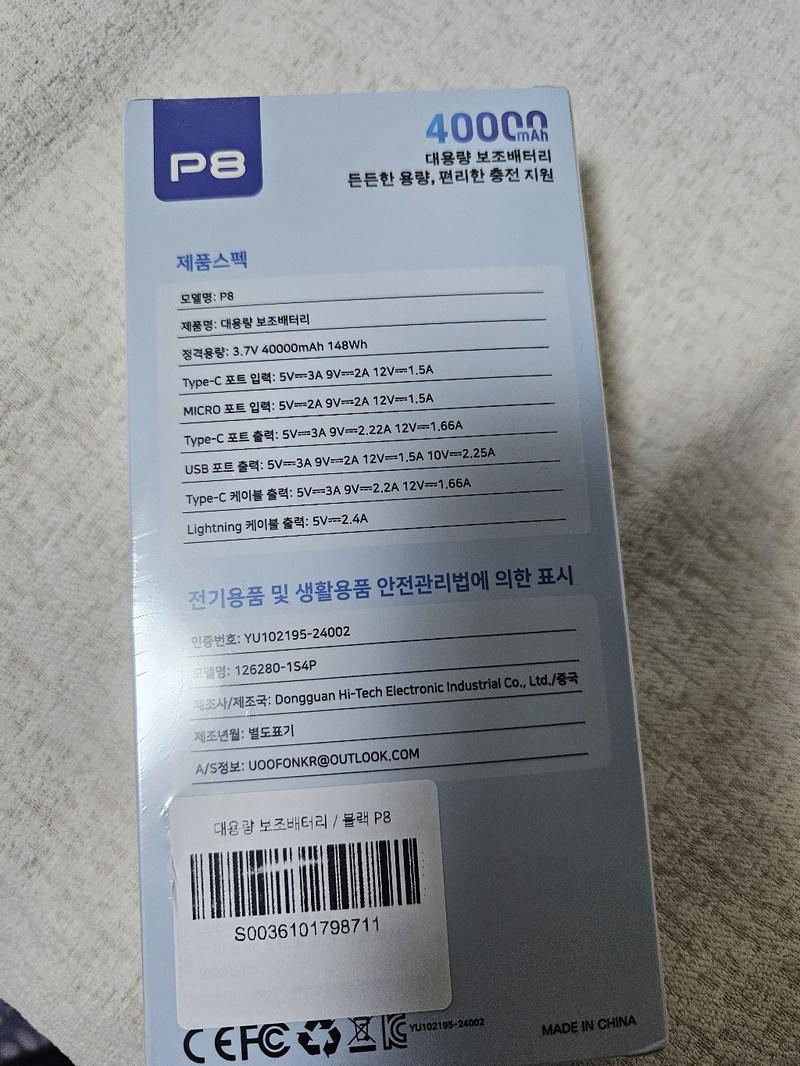 P8
40000mAh
대용량 보조배터리
든든한 용량, 편리한 충전 지원
제품스펙
모델명: P8
제품명: 대용량 보조배터리
정격용량: 3.7V 40000mAh 148Wh
Type-C 포트 입력: 5V⎓3A 9V⎓2A 12V⎓1.5A
MICRO 포트 입력: 5V⎓2A 9V⎓2A 12V⎓1.5A
Type-C 포트 출력: 5V⎓3A 9V⎓2.22A 12V⎓1.66A
USB 포트 출력: 5V⎓3A 9V⎓2A 12V⎓1.5A 10V⎓2.25A
Type-C 케이블 출력: 5V⎓3A 9V⎓2.2A 12V⎓1.66A
Lightning 케이블 출력: 5V⎓2.4A
전기용품 및 생활용품 안전관리법에 의한 표시
인증번호: YU102195-24002
모델명: 126280-1S4P
제조사/제조국: Dongguan Hi-Tech Electronic Industrial Co., Ltd./중국
제조년월: 별도표기
A/S정보: UOOFONKR@OUTLOOK.COM
대용량 보조배터리 / 블랙 P8
S0036101798711
CE FC YU102195-24002 MADE IN CHINA